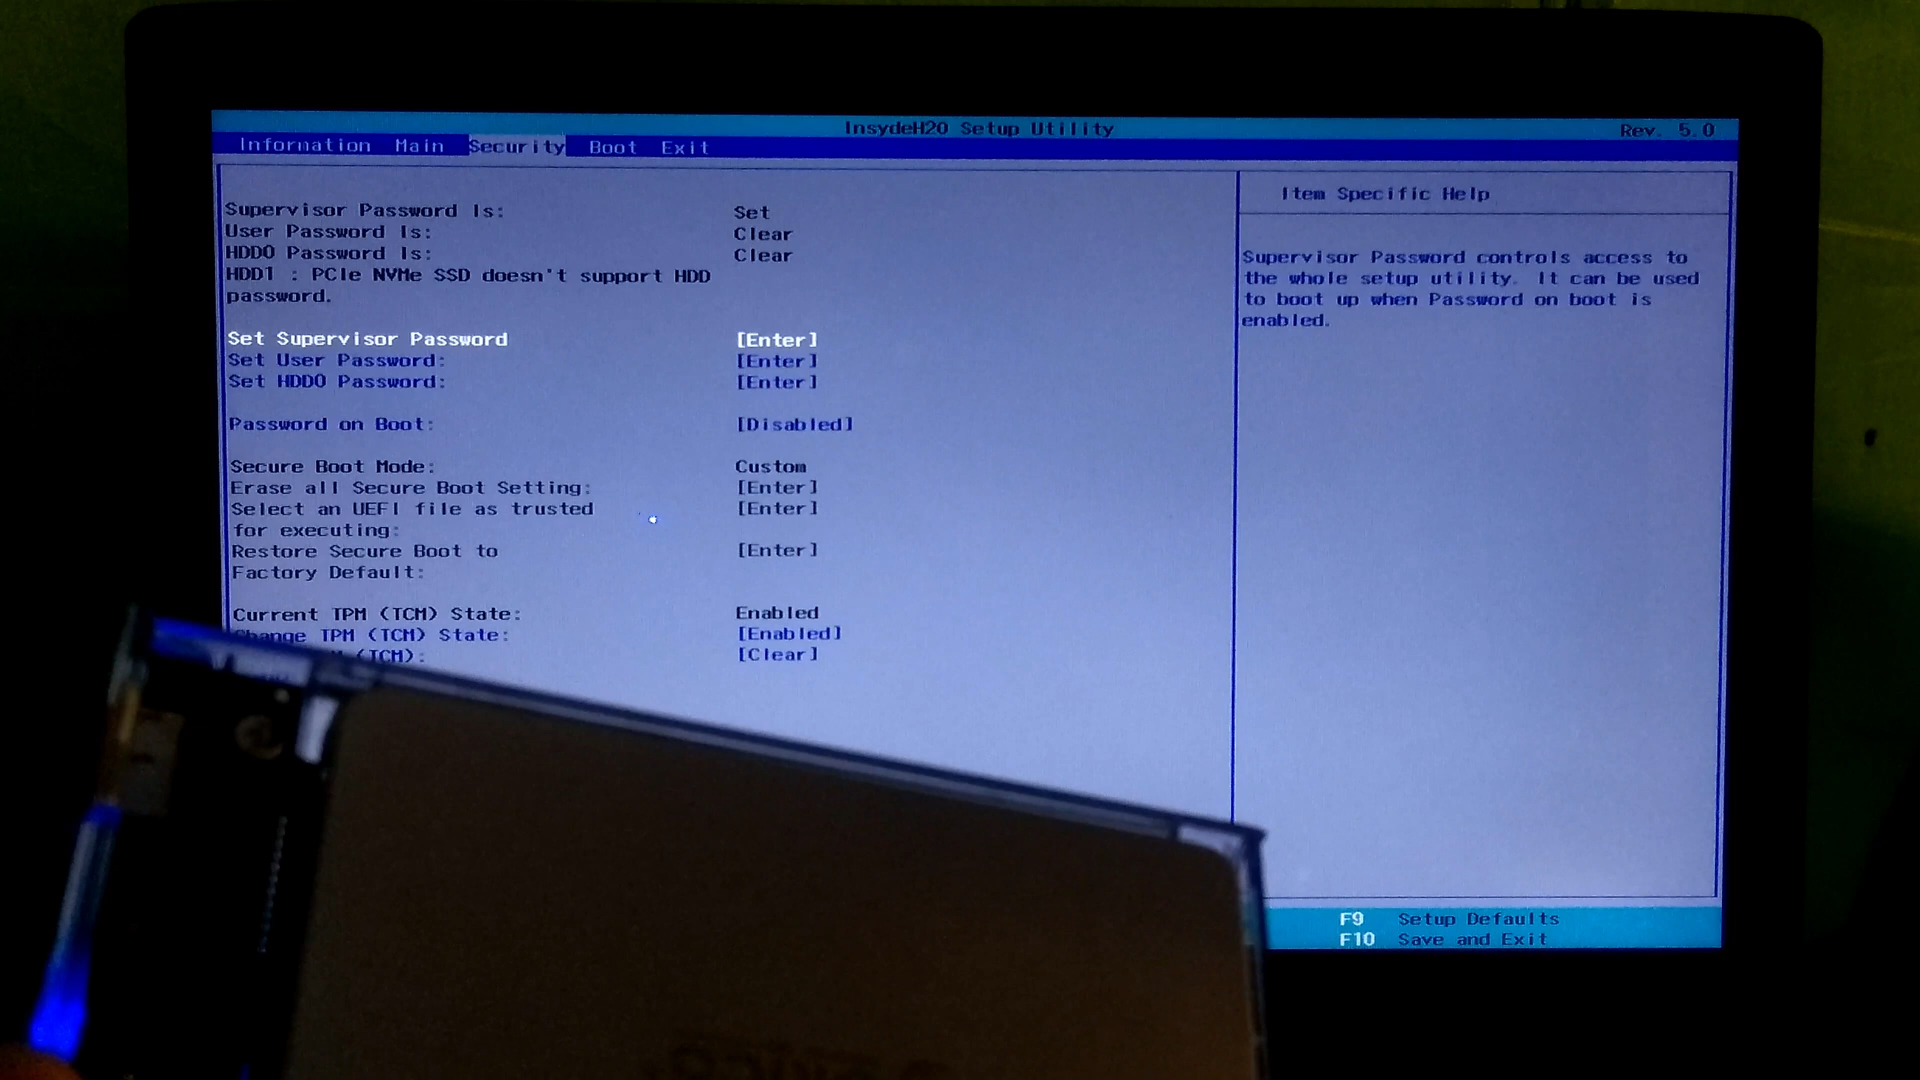 InsydeH20 Setup Utility Rev. 5.0
Information Main Security Boot Exit
Supervisor Password Is: Set
User Password Is: Clear
HDD0 Password Is: Clear
HDD1 : PCIe NVMe SSD doesn't support HDD
password.
Set Supervisor Password [Enter]
Set User Password: [Enter]
Set HDD0 Password: [Enter]
Password on Boot: [Disabled]
Secure Boot Mode: Custom
Erase all Secure Boot Setting: [Enter]
Select an UEFI file as trusted [Enter]
for executing:
Restore Secure Boot to [Enter]
Factory Default:
Current TPM (TCM) State: Enabled
Change TPM (TCM) State: [Enabled]
(TCM): [Clear]
Item Specific Help
Supervisor Password controls access to
the whole setup utility. It can be used
to boot up when Password on boot is
enabled.
F9 Setup Defaults
F10 Save and Exit